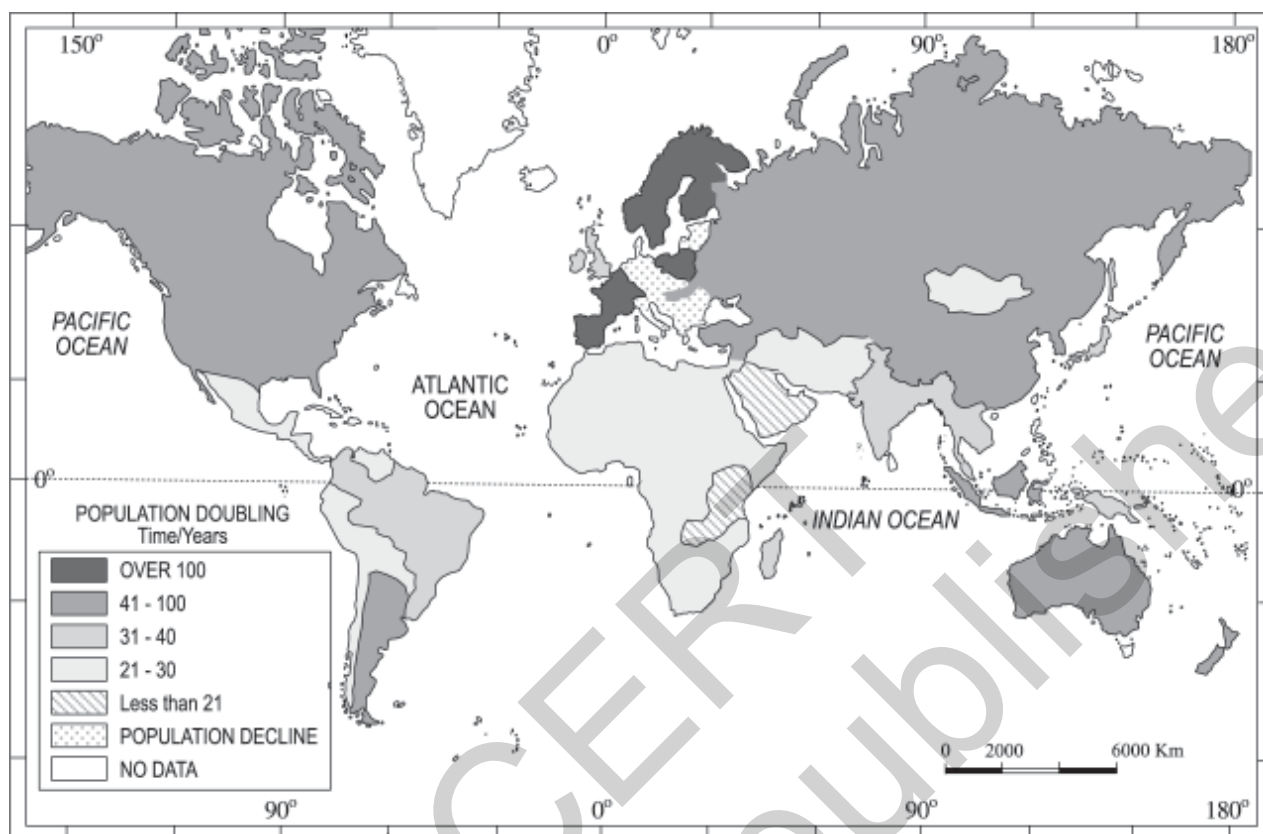 150°
0°
90°
180°
PACIFIC
OCEAN
ATLANTIC
OCEAN
PACIFIC
OCEAN
0°
0°
INDIAN OCEAN
POPULATION DOUBLING
Time/Years
OVER 100
41 - 100
31 - 40
21 - 30
Less than 21
POPULATION DECLINE
NO DATA
0 2000 6000 Km
90°
0°
90°
180°
CERT
publishe